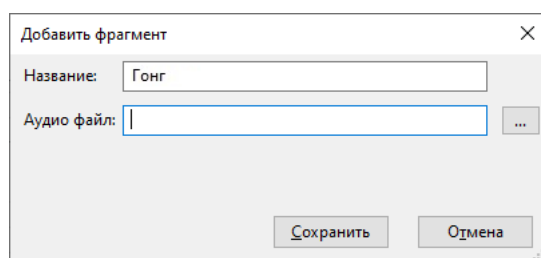 Добавить фрагмент
Название: Гонг
Аудио файл: ...
Сохранить Отмена